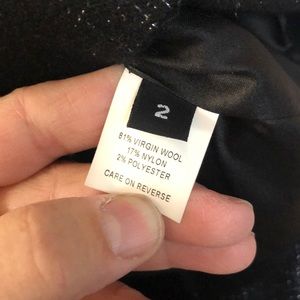 2
81% VIRGIN WOOL
17% NYLON
2% POLYESTER
CARE ON REVERSE